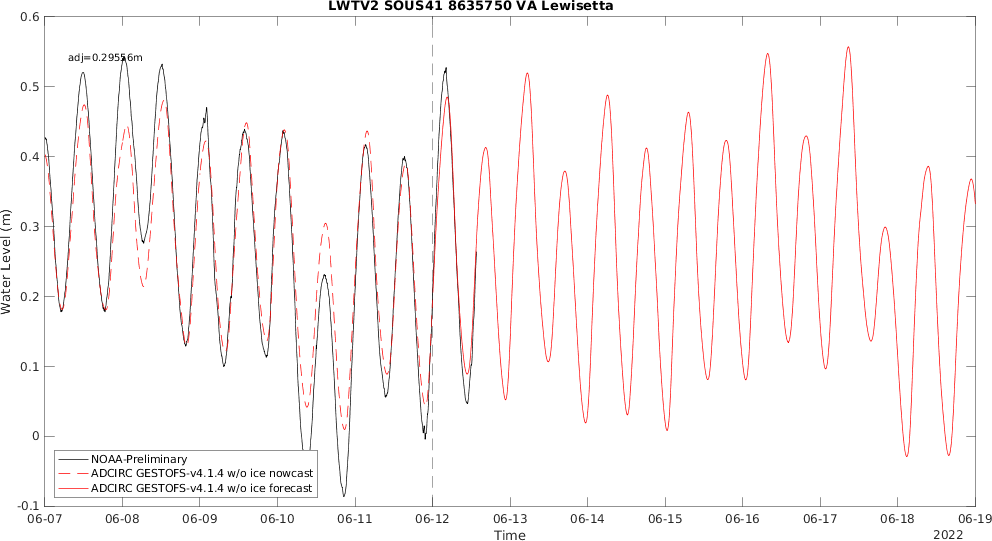 LWTV2 SOUS41 8635750 VA Lewisetta
adj=0.29556m
Water Level (m)
0.6
0.5
0.4
0.3
0.2
0.1
0
-0.1
NOAA-Preliminary
ADCIRC GESTOFS-v4.1.4 w/o ice nowcast
ADCIRC GESTOFS-v4.1.4 w/o ice forecast
06-07 06-08 06-09 06-10 06-11 06-12 06-13 06-14 06-15 06-16 06-17 06-18 06-19
Time
2022